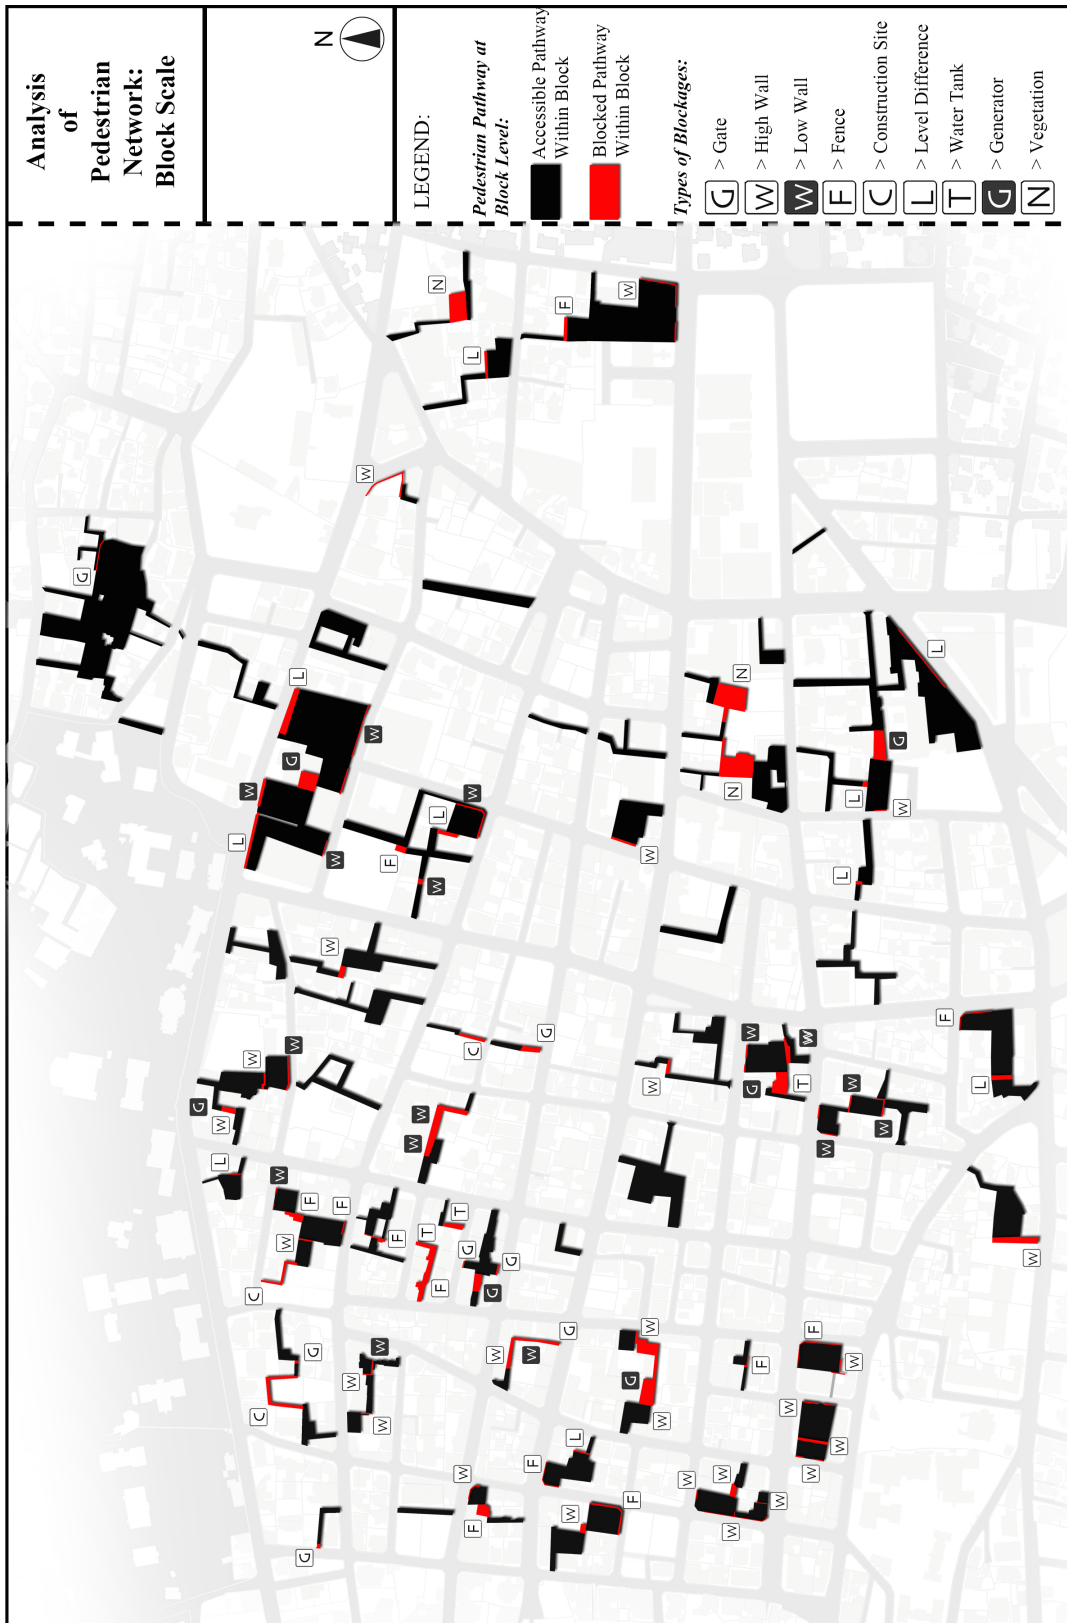 Analysis
of
Pedestrian
Network:
Block Scale
N
LEGEND:
Pedestrian Pathway at
Block Level:
Accessible Pathway
Within Block
Blocked Pathway
Within Block
Types of Blockages:
G > Gate
W > High Wall
W > Low Wall
F > Fence
C > Construction Site
L > Level Difference
T > Water Tank
G > Generator
N > Vegetation
G
G
W
L
L
W
W
C
C
W
W
G
W
L
G
F
G
W
W
F
W
W
W
W
W
F
F
W
W
T
W
N
L
F
T
W
G
L
W
C
F
G
W
G
F
W
G
F
G
W
L
W
G
F
W
W
W
W
W
W
W
N
N
W
G
F
W
T
W
F
W
W
W
W
L
W
W
L
W
G
W
L
F
L
W